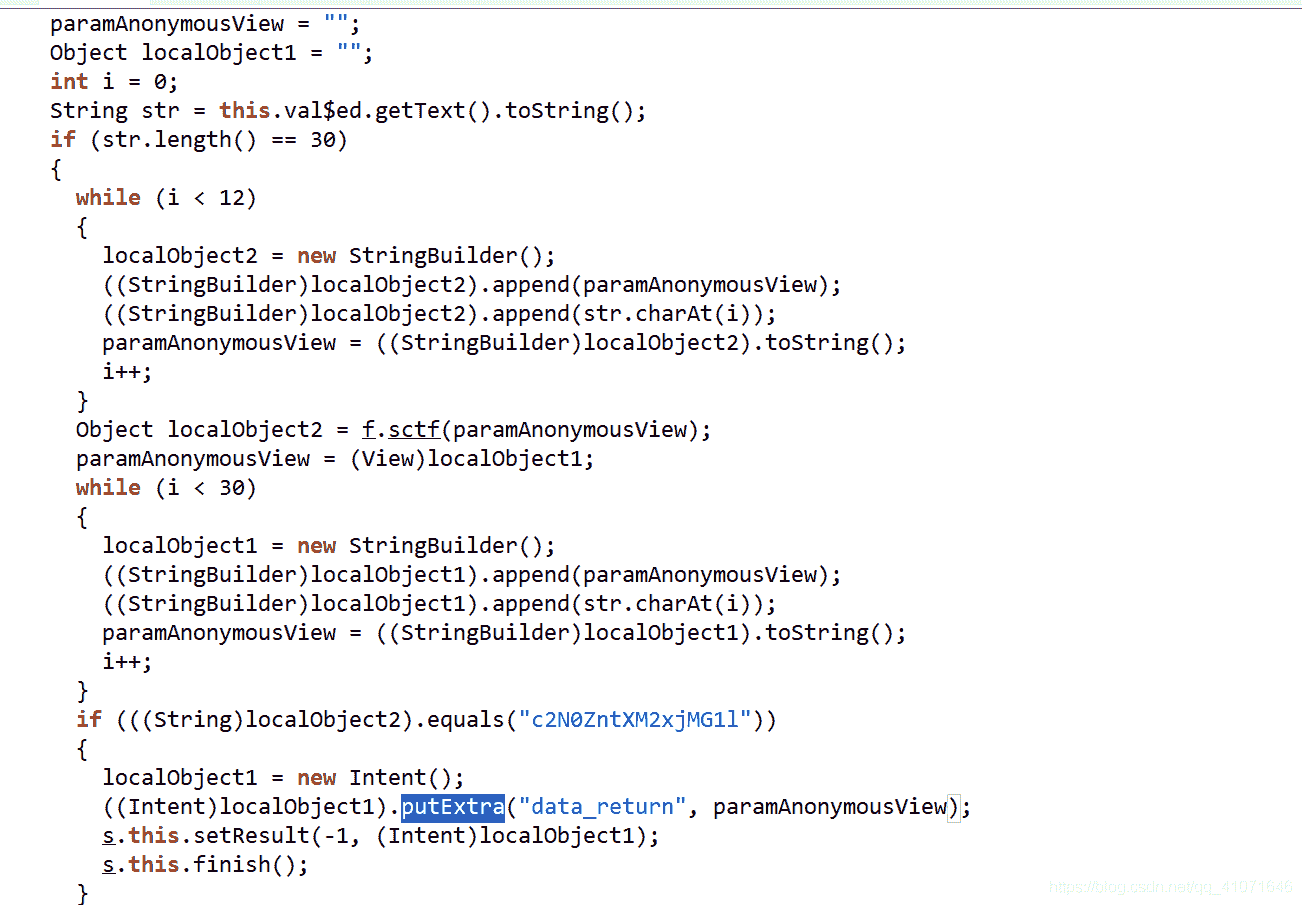 paramAnonymousView = "";
Object localObject1 = "";
int i = 0;
String str = this.val$ed.getText().toString();
if (str.length() == 30)
{
while (i < 12)
{
localObject2 = new StringBuilder();
((StringBuilder)localObject2).append(paramAnonymousView);
((StringBuilder)localObject2).append(str.charAt(i));
paramAnonymousView = ((StringBuilder)localObject2).toString();
i++;
}
Object localObject2 = f.sctf(paramAnonymousView);
paramAnonymousView = (View)localObject1;
while (i < 30)
{
localObject1 = new StringBuilder();
((StringBuilder)localObject1).append(paramAnonymousView);
((StringBuilder)localObject1).append(str.charAt(i));
paramAnonymousView = ((StringBuilder)localObject1).toString();
i++;
}
if (((String)localObject2).equals("c2N0ZntXM2xjMG1l"))
{
localObject1 = new Intent();
((Intent)localObject1).putExtra("data_return", paramAnonymousView);
s.this.setResult(-1, (Intent)localObject1);
s.this.finish();
}
https://blog.csdn.net/qq_41071646